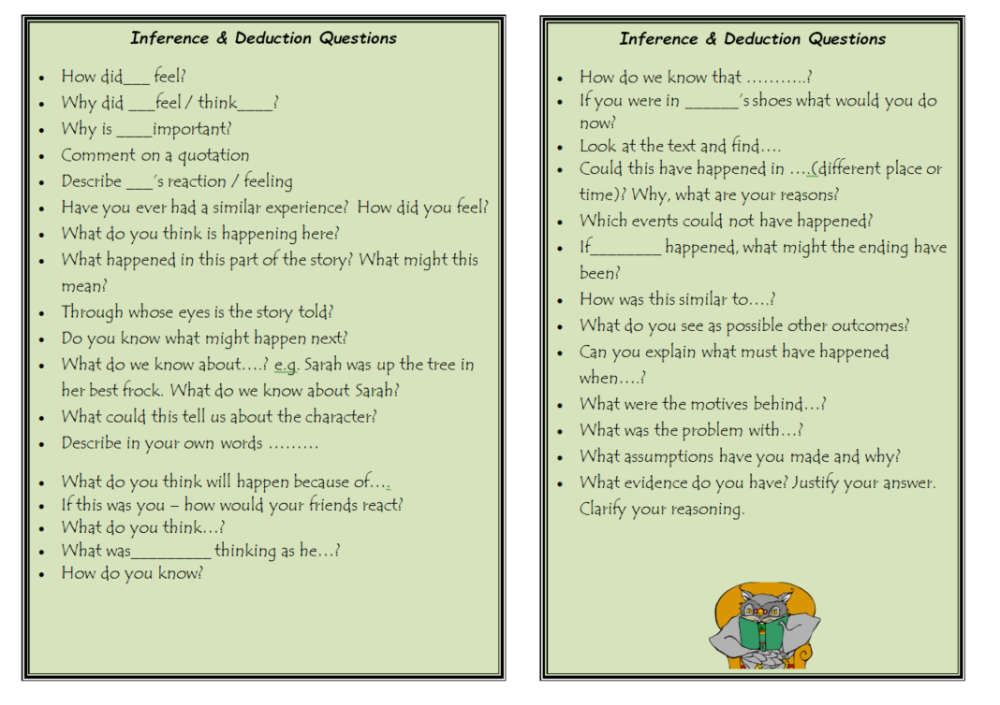 Inference & Deduction Questions
• How did___ feel?
• Why did ___feel / think____?
• Why is ____important?
• Comment on a quotation
• Describe ___'s reaction / feeling
• Have you ever had a similar experience? How did you feel?
• What do you think is happening here?
• What happened in this part of the story? What might this
mean?
• Through whose eyes is the story told?
• Do you know what might happen next?
• What do we know about….? e.g. Sarah was up the tree in
her best frock. What do we know about Sarah?
• What could this tell us about the character?
• Describe in your own words ………
• What do you think will happen because of….
• If this was you – how would your friends react?
• What do you think…?
• What was_________ thinking as he…?
• How do you know?
Inference & Deduction Questions
• How do we know that ………..?
• If you were in ______'s shoes what would you do
now?
• Look at the text and find….
• Could this have happened in ….(different place or
time)? Why, what are your reasons?
• Which events could not have happened?
• If________ happened, what might the ending have
been?
• How was this similar to….?
• What do you see as possible other outcomes?
• Can you explain what must have happened
when….?
• What were the motives behind…?
• What was the problem with…?
• What assumptions have you made and why?
• What evidence do you have? Justify your answer.
Clarify your reasoning.